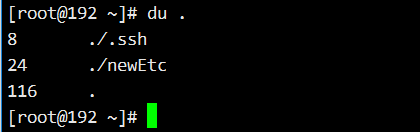 [root@192 ~]# du .
8       ./.ssh
24      ./newEtc
116     .
[root@192 ~]#